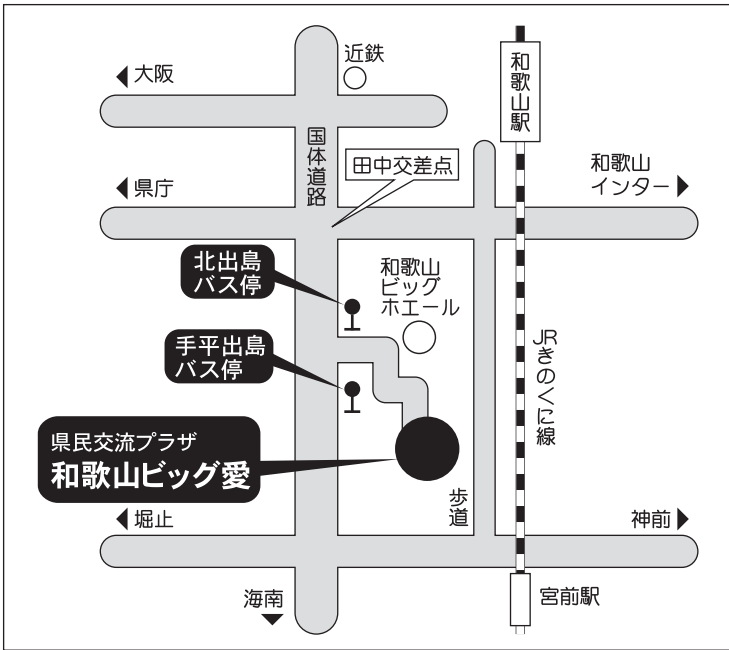 近鉄
大阪
和歌山駅
国体道路
田中交差点
県庁
和歌山
インター
北出島
バス停
和歌山
ビッグ
ホエール
手平出島
バス停
JRきのくに線
県民交流プラザ
和歌山ビッグ愛
歩道
堀止
神前
海南
宮前駅